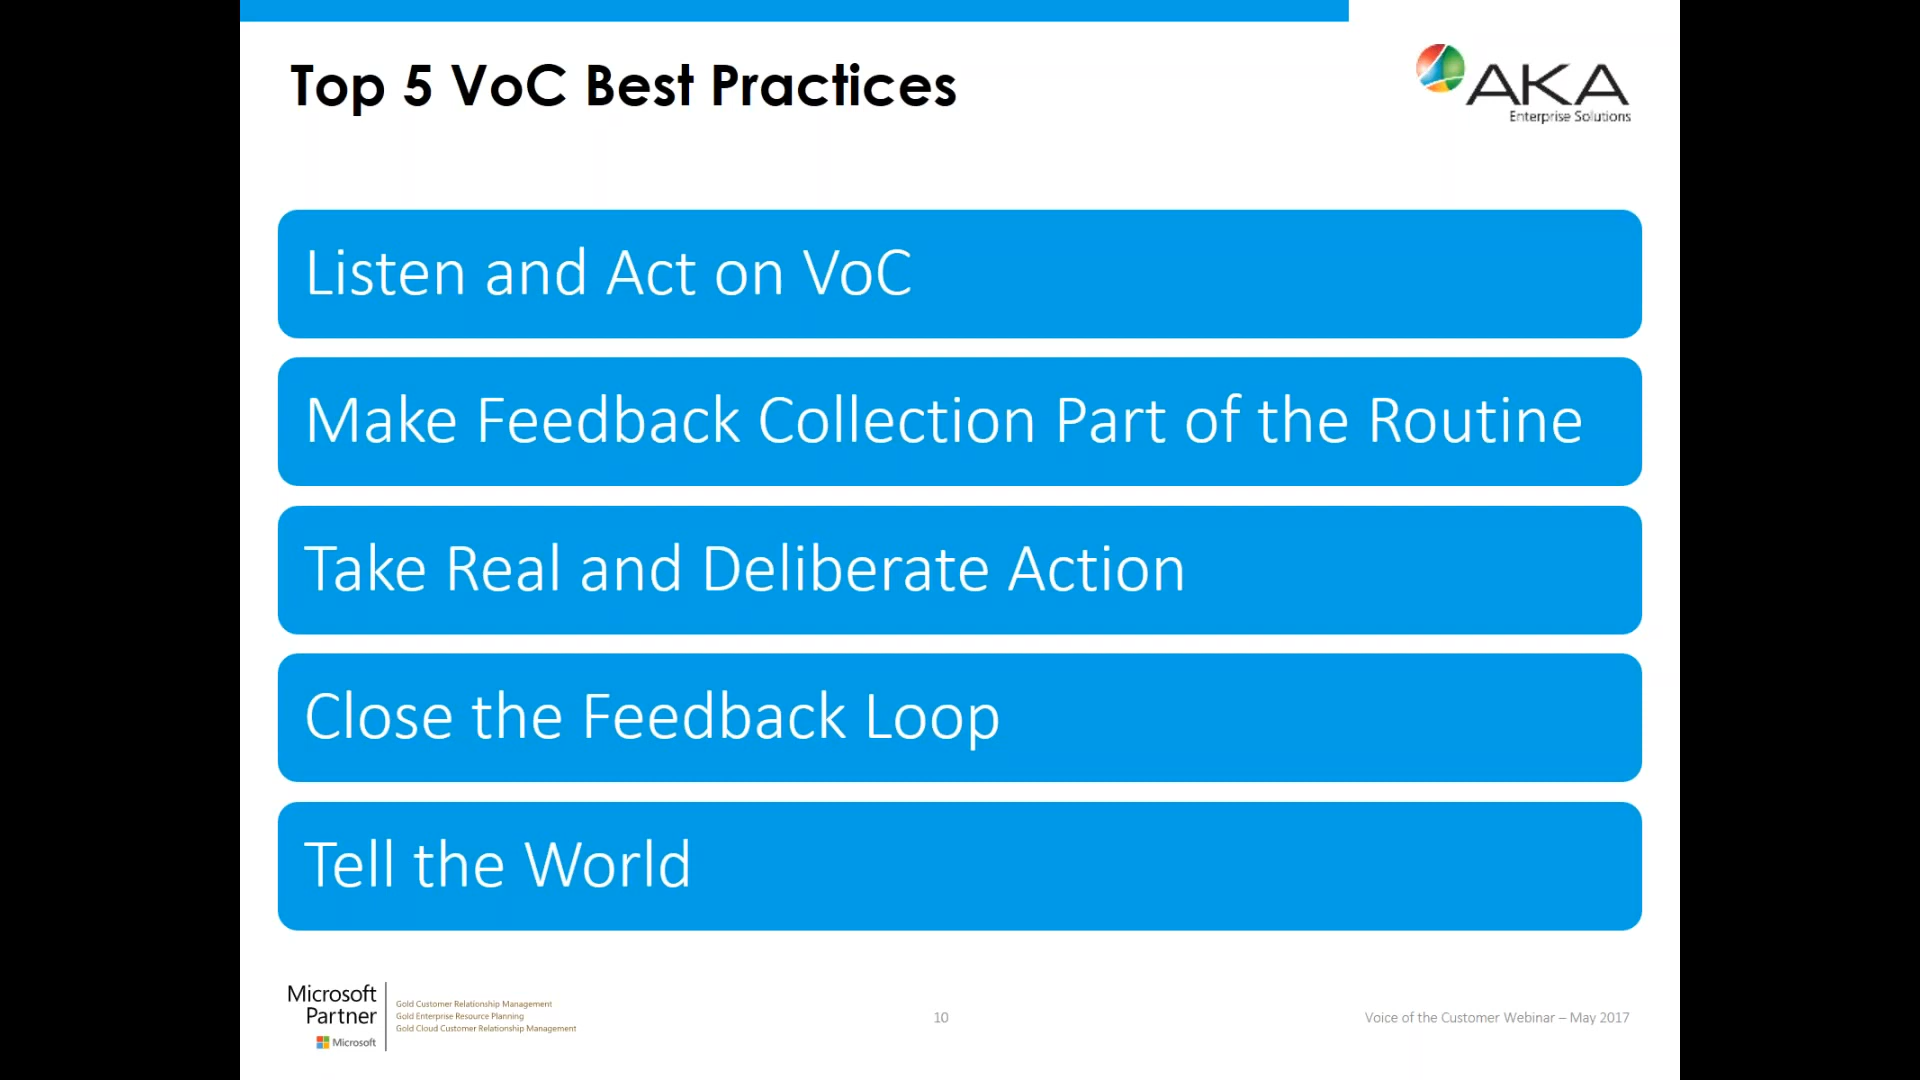 Top 5 VoC Best Practices
AKA
Enterprise Solutions
Listen and Act on VoC
Make Feedback Collection Part of the Routine
Take Real and Deliberate Action
Close the Feedback Loop
Tell the World
Microsoft
Partner
Microsoft
Gold Customer Relationship Management
Gold Enterprise Resource Planning
Gold Cloud Customer Relationship Management
10
Voice of the Customer Webinar – May 2017